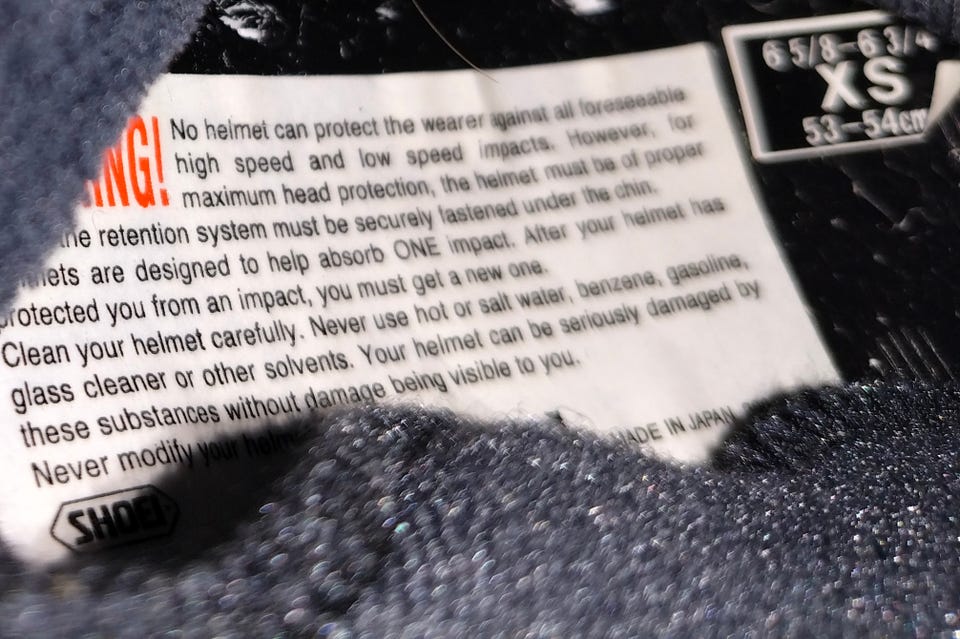 No helmet can protect the wearer against all foreseeable
NG! high speed and low speed impacts. However, for
maximum head protection, the helmet must be of proper
the retention system must be securely fastened under the chin.
are designed to help absorb ONE impact. After your helmet has
protected you from an impact, you must get a new one.
Clean your helmet carefully. Never use hot or salt water, benzene, gasoline,
glass cleaner or other solvents. Your helmet can be seriously damaged by
these substances without damage being visible to you.
Never modify your helm
MADE IN JAPAN
SHOEI
6 5/8-6 3/4
XS
53-54cm